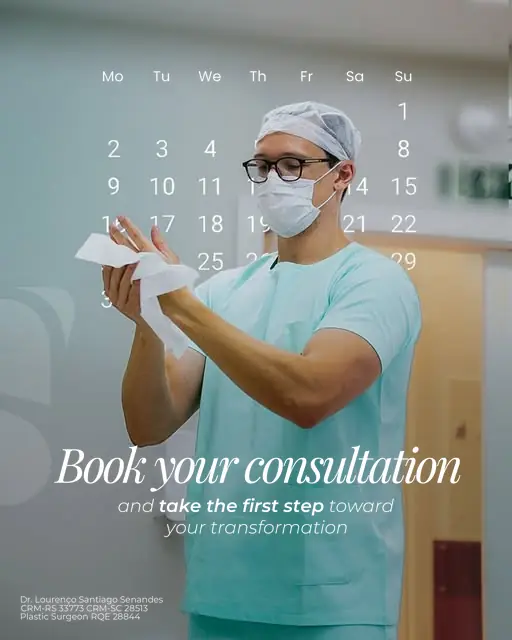 Mo Tu We Th Fr Sa Su
1
2 3 4 8
9 10 11 14 15
16 17 18 19 21 22
25 29
Book your consultation
and take the first step toward
your transformation
Dr. Lourenço Santiago Senandes
CRM-RS 33773 CRM-SC 28513
Plastic Surgeon RQE 28844